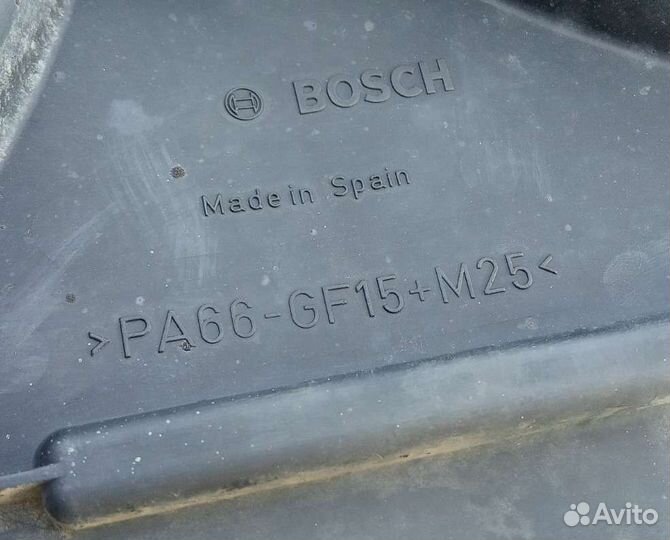 BOSCH
Made in Spain
>PA66-GF15+M25<
Avito